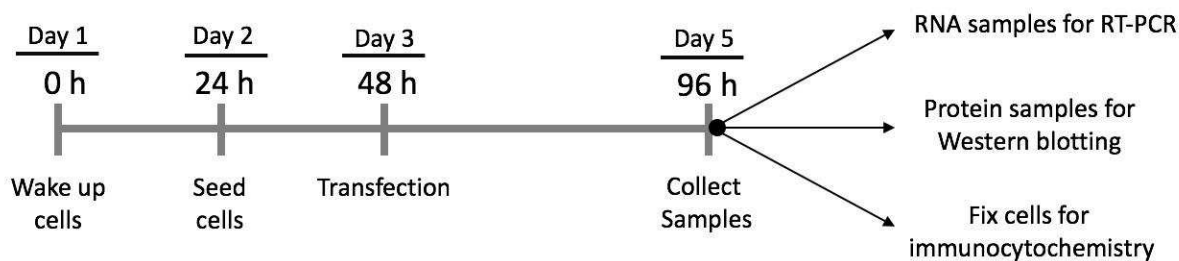 Day 1
0 h
Wake up
cells
Day 2
24 h
Seed
cells
Day 3
48 h
Transfection
Day 5
96 h
Collect
Samples
RNA samples for RT-PCR
Protein samples for
Western blotting
Fix cells for
immunocytochemistry